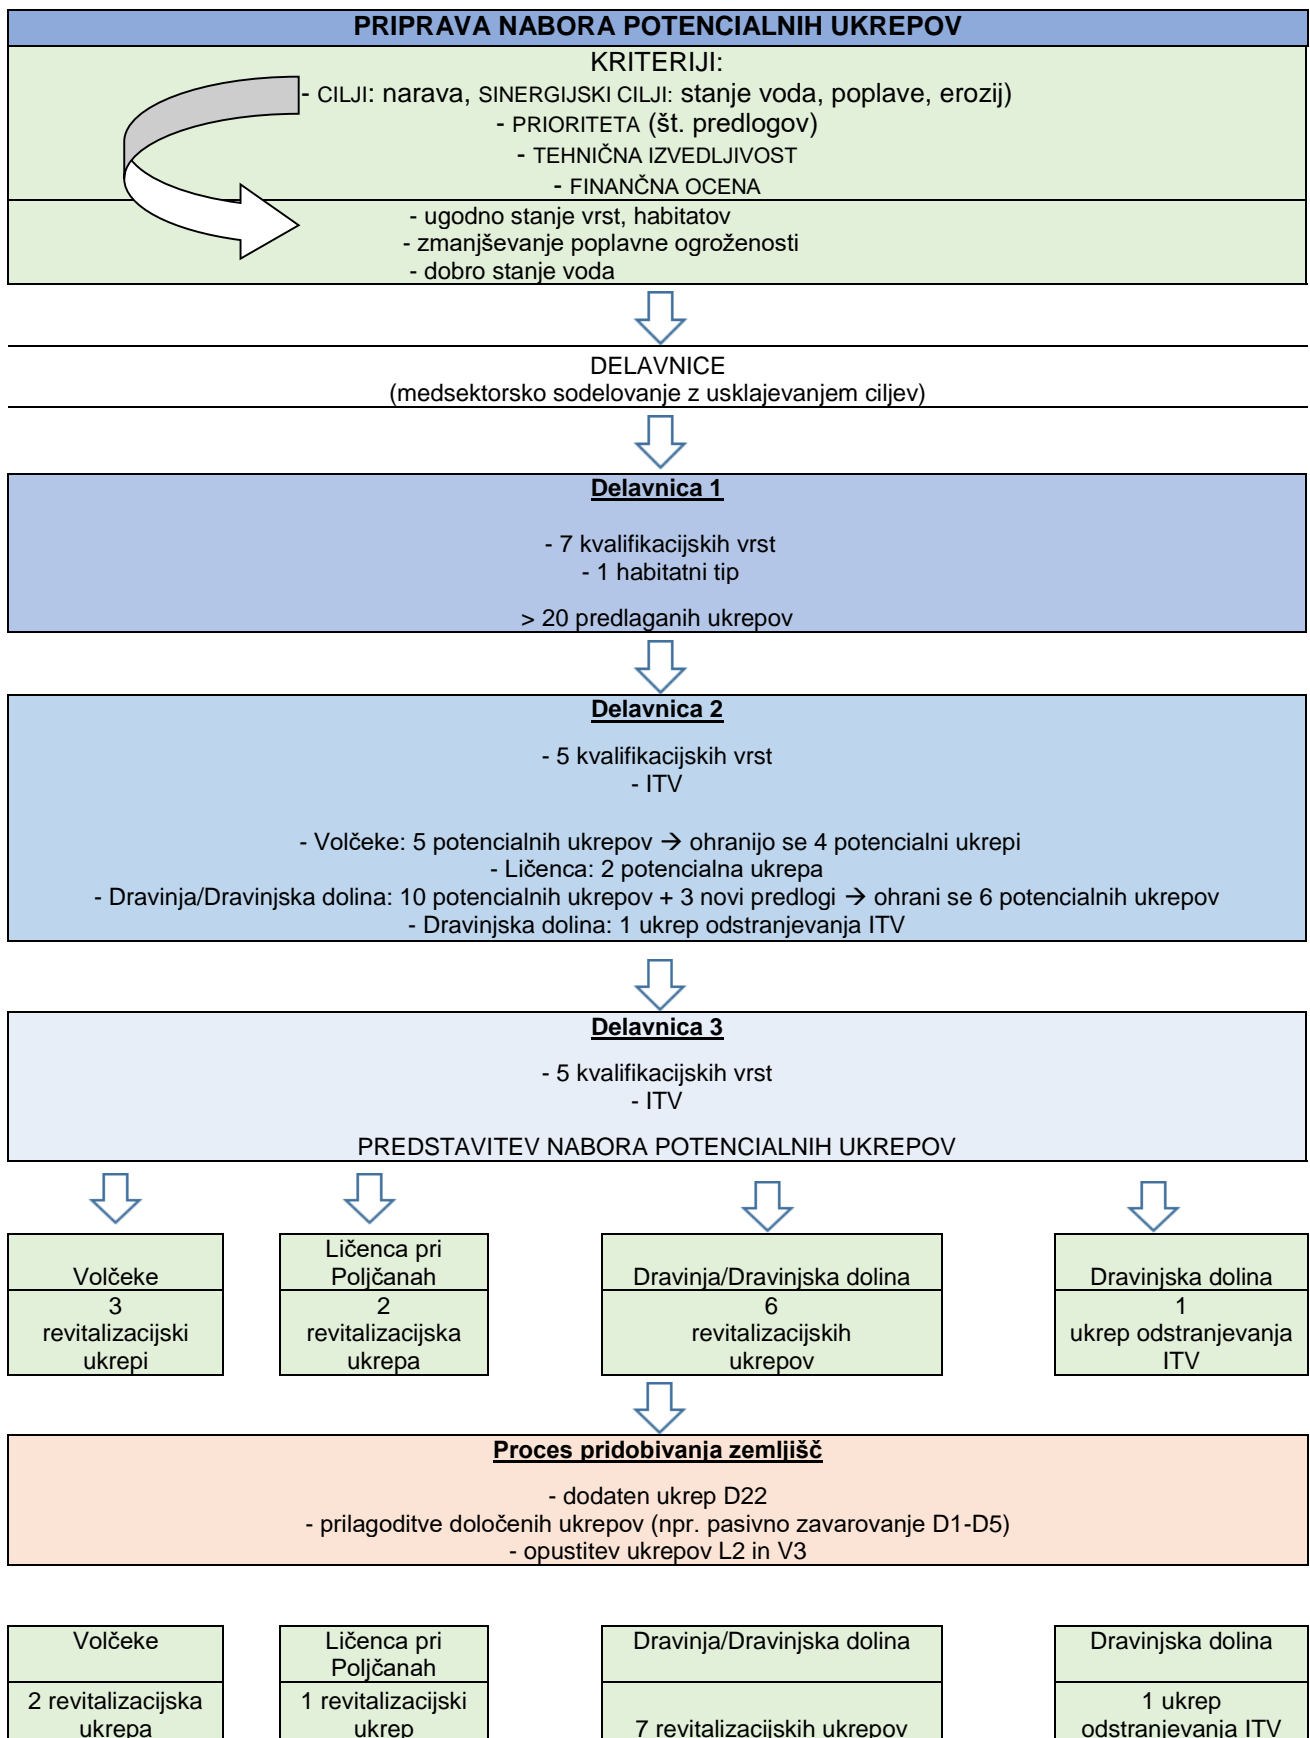 PRIPRAVA NABORA POTENCIALNIH UKREPOV
KRITERIJI:
- CILJI: narava, SINERGIJSKI CILJI: stanje voda, poplave, erozij)
- PRIORITETA (št. predlogov)
- TEHNIČNA IZVEDLJIVOST
- FINANČNA OCENA
- ugodno stanje vrst, habitatov
- zmanjševanje poplavne ogroženosti
- dobro stanje voda
DELAVNICE
(medsektorsko sodelovanje z usklajevanjem ciljev)
Delavnica 1
- 7 kvalifikacijskih vrst
- 1 habitatni tip
> 20 predlaganih ukrepov
Delavnica 2
- 5 kvalifikacijskih vrst
- ITV
- Volčeke: 5 potencialnih ukrepov → ohranijo se 4 potencialni ukrepi
- Ličenca: 2 potencialna ukrepa
- Dravinja/Dravinjska dolina: 10 potencialnih ukrepov + 3 novi predlogi → ohrani se 6 potencialnih ukrepov
- Dravinjska dolina: 1 ukrep odstranjevanja ITV
Delavnica 3
- 5 kvalifikacijskih vrst
- ITV
PREDSTAVITEV NABORA POTENCIALNIH UKREPOV
Volčeke
3
revitalizacijski
ukrepi
Ličenca pri
Poljčanah
2
revitalizacijska
ukrepa
Dravinja/Dravinjska dolina
6
revitalizacijskih
ukrepov
Dravinjska dolina
1
ukrep odstranjevanja
ITV
Proces pridobivanja zemljišč
- dodaten ukrep D22
- prilagoditve določenih ukrepov (npr. pasivno zavarovanje D1-D5)
- opustitev ukrepov L2 in V3
Volčeke
2 revitalizacijska
ukrepa
Ličenca pri
Poljčanah
1 revitalizacijski
ukrep
Dravinja/Dravinjska dolina
7 revitalizacijskih ukrepov
Dravinjska dolina
1 ukrep
odstranjevanja ITV